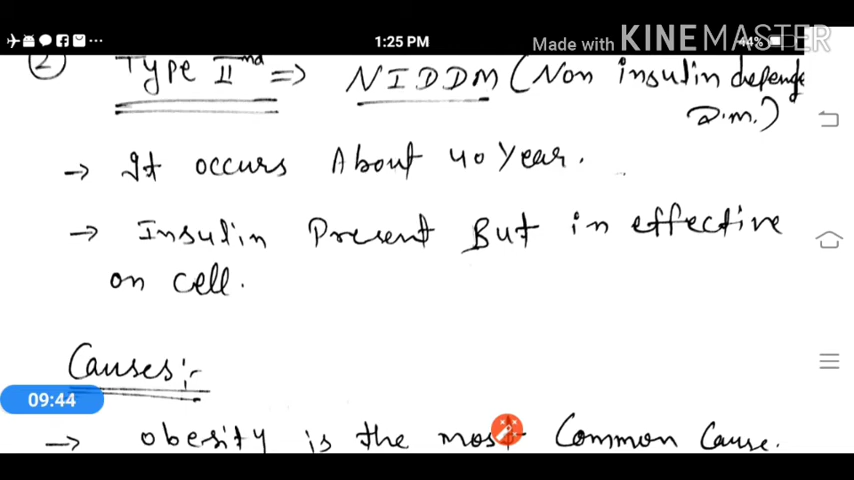 1:25 PM
Made with KINEMASTER
44%
2 Type IInd => NIDDM (Non insulin depende
D.M.)
→ It occurs About 40 Year.
→ Insulin Present But in effective
on cell.
Causes:-
09:44
→ obesity is the most Common Cause.